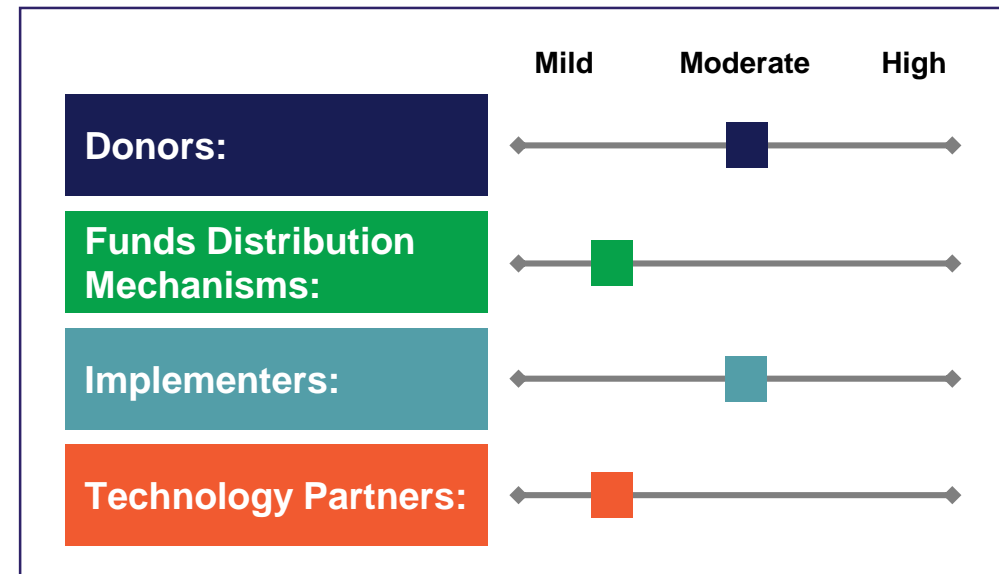 Mild Moderate High
Donors:
Funds Distribution
Mechanisms:
Implementers:
Technology Partners: